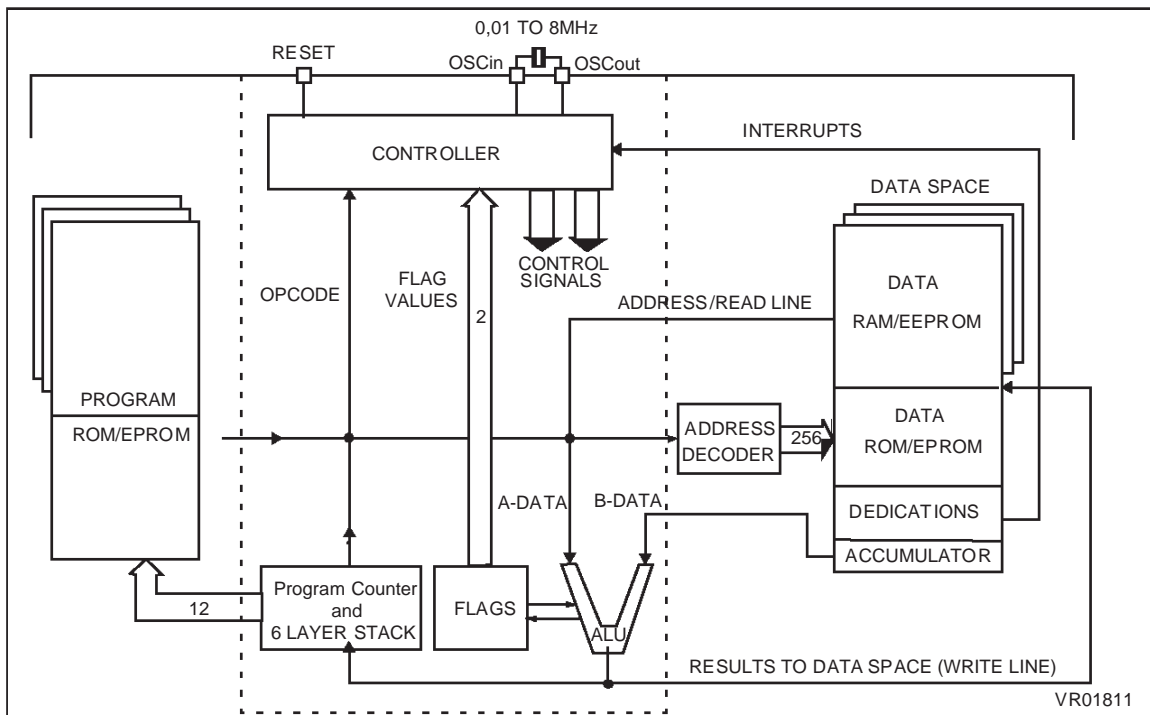 0,01 TO 8MHz
RESET
OSCin
OSCout
INTERRUPTS
CONTROLLER
DATA SPACE
CONTROL
SIGNALS
OPCODE
FLAG
VALUES
2
ADDRESS/READ LINE
DATA
RAM/EEPROM
PROGRAM
ROM/EPROM
ADDRESS
DECODER
256
DATA
ROM/EPROM
A-DATA
B-DATA
DEDICATIONS
ACCUMULATOR
12
Program Counter
and
6 LAYER STACK
FLAGS
ALU
RESULTS TO DATA SPACE (WRITE LINE)
VR01811